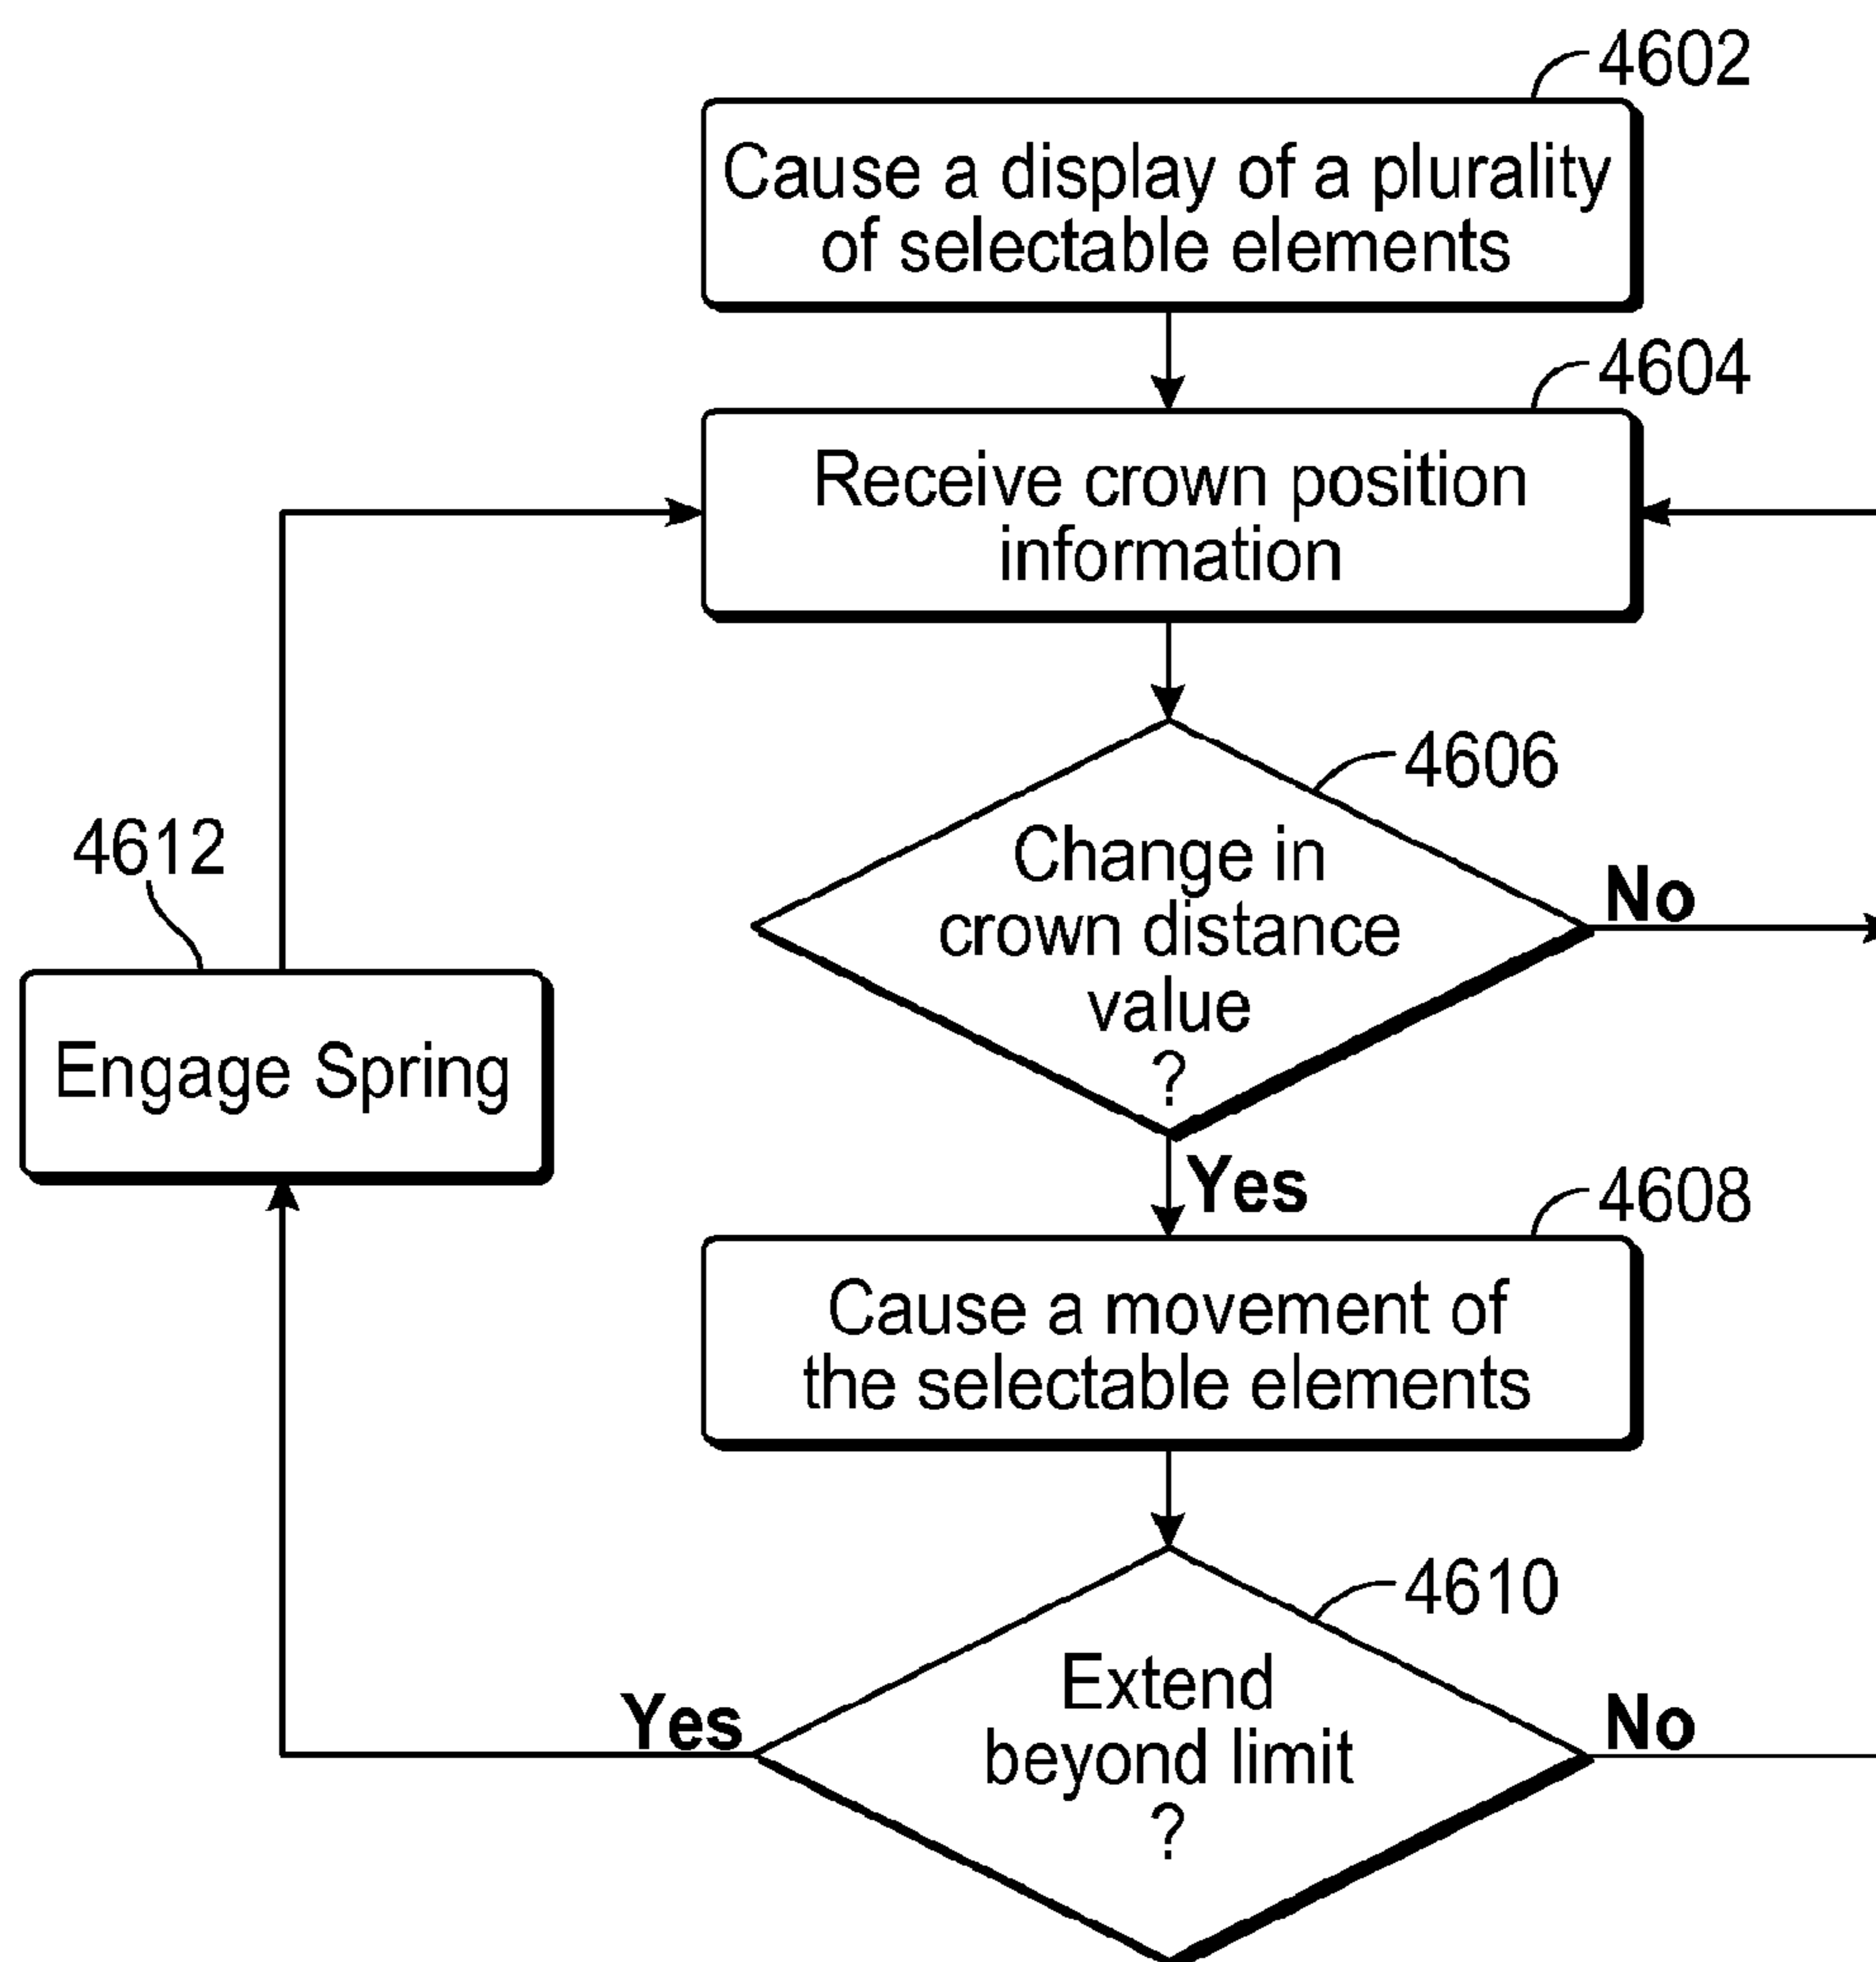 4602
Cause a display of a plurality
of selectable elements
4604
Receive crown position
information
4606
Change in
crown distance
value
?
No
4612
Engage Spring
Yes
4608
Cause a movement of
the selectable elements
4610
Extend
beyond limit
?
Yes
No